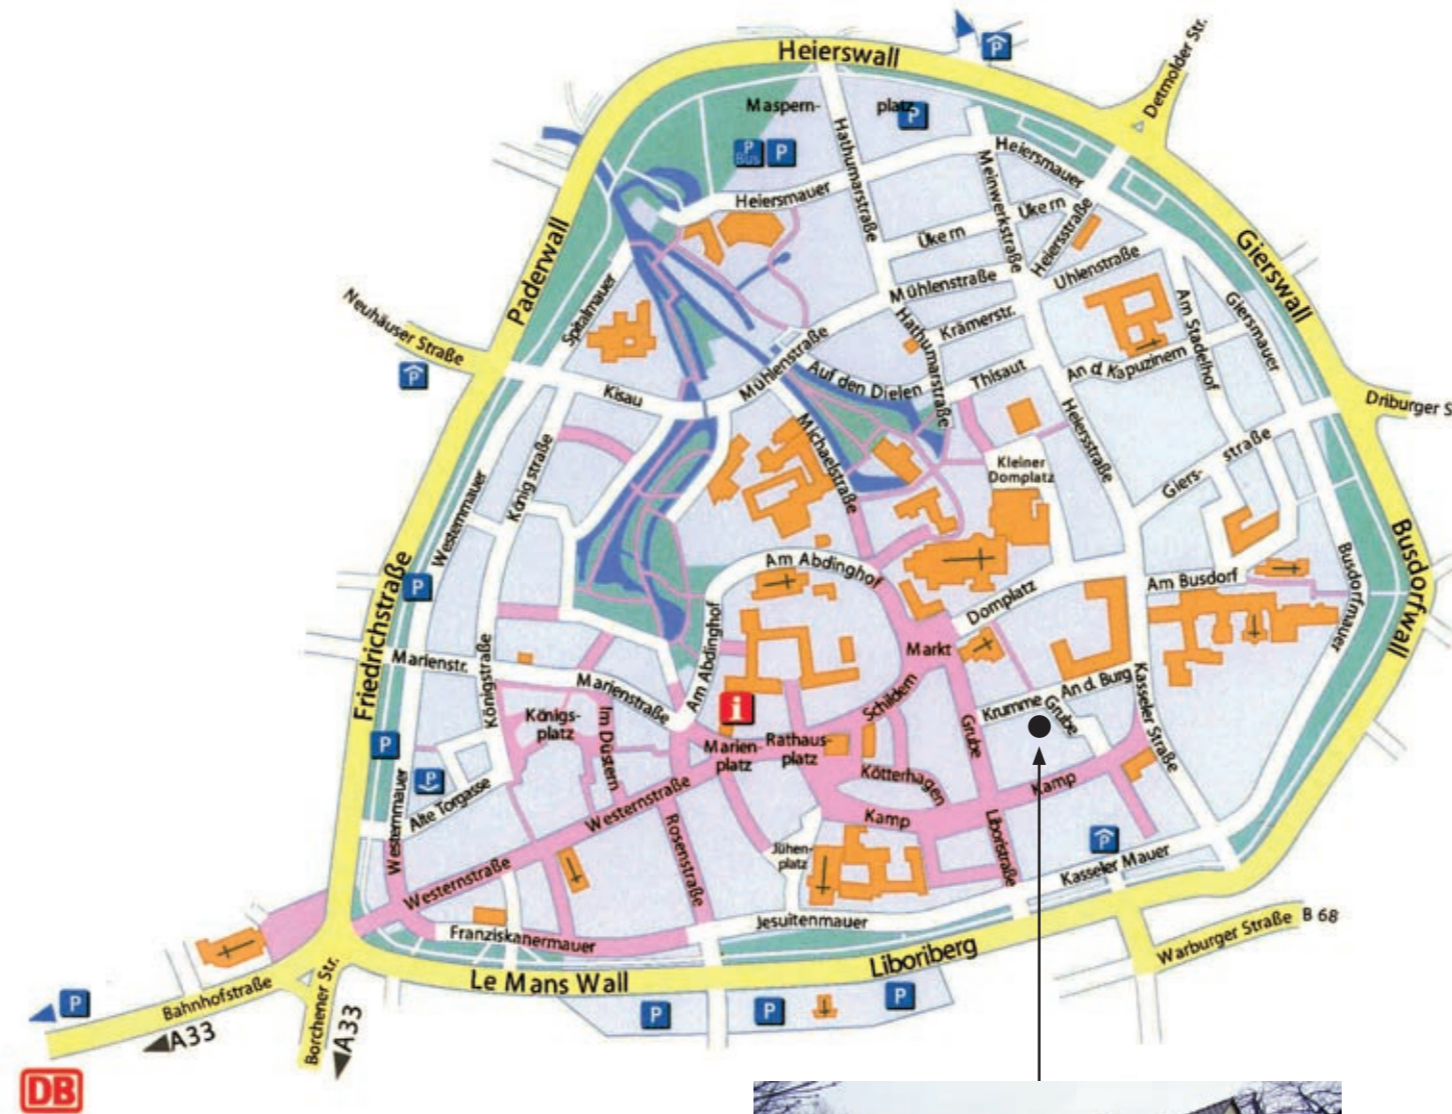 Heierswall
P
Detmolder Str.
Maspern-
platz
P
P
Bus
P
Hathumarstraße
Meinwerkstraße
Heiersmauer
Heiersmauer
Ükern
Ükern
Heiersstraße
Gierswall
Paderwall
Spitalmauer
Mühlenstraße
Uhlenstraße
Am Stadelhof
Giersmauer
Neuhäuser Straße
P
Krämerstr.
Hathumarstraße
Mühlenstraße
Auf den Dielen
Thisaut
An d. Kapuzinern
Kisau
Driburger S
Heiersstraße
Michaelstraße
Königstraße
Westernmauer
Kleiner
Domplatz
Giers-
straße
Friedrichstraße
P
Am Abdinghof
Am Busdorf
Busdorfmauer
Busdorfwall
Domplatz
Am Abdinghof
Markt
Marienstr.
Königstraße
Marienstraße
Schildern
An d. Burg
Kasseler Straße
Krumme
Grube
Grube
i
Königs-
platz
Im Düstern
Marien-
platz
Rathaus-
platz
P
P
Kötterhagen
Kamp
Kamp
Westernmauer
Alte Torgasse
Westernstraße
Rosenstraße
Liboristraße
P
Jühen-
platz
Kasseler Mauer
Westernstraße
Jesuitenmauer
Franziskanermauer
Warburger Straße B 68
Liboriberg
Le Mans Wall
Bahnhofstraße
Borchener Str.
P
P
P
P
A33
A33
DB